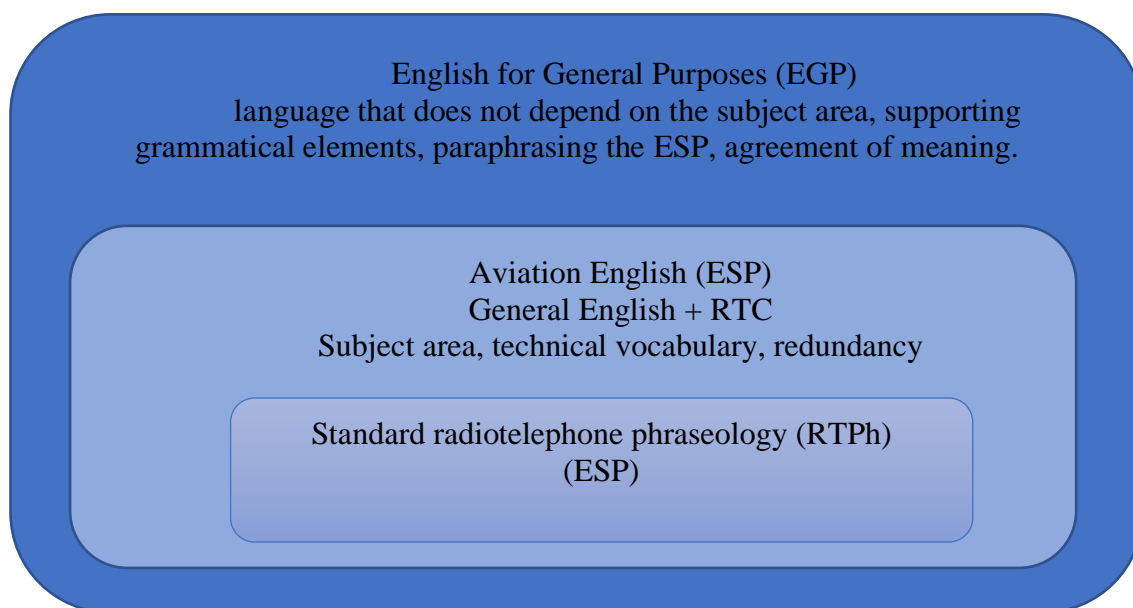 English for General Purposes (EGP)
language that does not depend on the subject area, supporting
grammatical elements, paraphrasing the ESP, agreement of meaning.
Aviation English (ESP)
General English + RTC
Subject area, technical vocabulary, redundancy
Standard radiotelephone phraseology (RTPh)
(ESP)